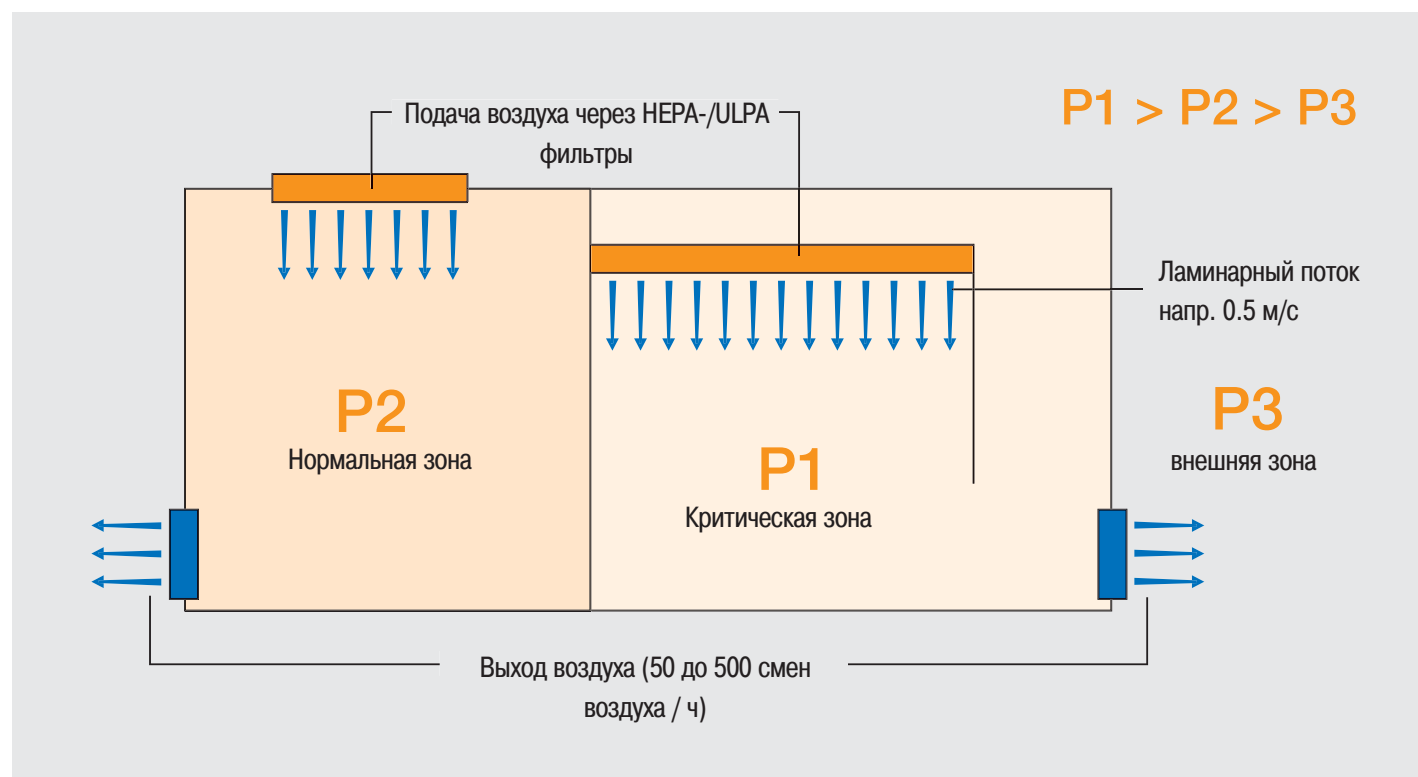 Подача воздуха через HEPA-/ULPA
фильтры
P1 > P2 > P3
Ламинарный поток
напр. 0.5 м/с
P2
Нормальная зона
P1
Критическая зона
P3
внешняя зона
Выход воздуха (50 до 500 смен
воздуха / ч)